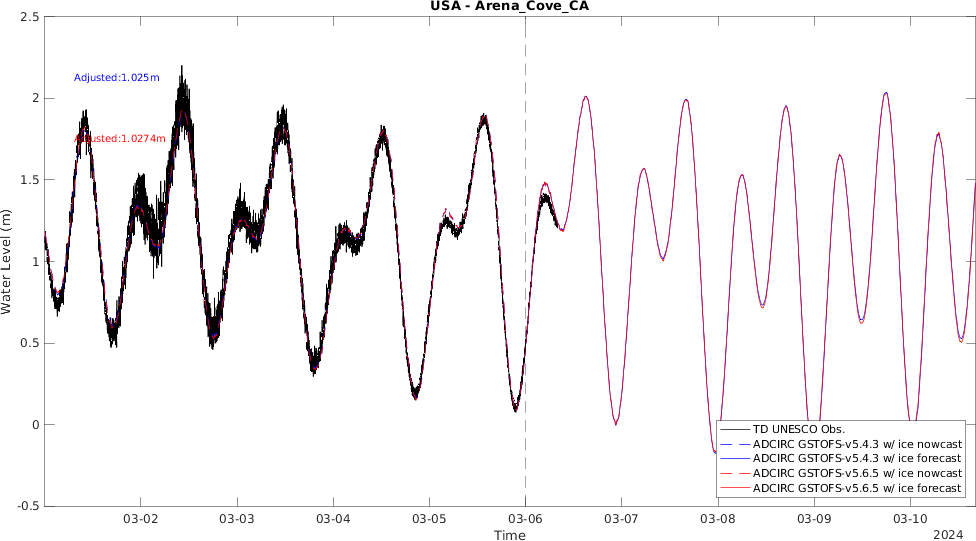 USA - Arena_Cove_CA
2.5
2
1.5
1
0.5
0
-0.5
Water Level (m)
Adjusted:1.025m
Adjusted:1.0274m
TD UNESCO Obs.
ADCIRC GSTOFS-v5.4.3 w/ ice nowcast
ADCIRC GSTOFS-v5.4.3 w/ ice forecast
ADCIRC GSTOFS-v5.6.5 w/ ice nowcast
ADCIRC GSTOFS-v5.6.5 w/ ice forecast
03-02 03-03 03-04 03-05 03-06 03-07 03-08 03-09 03-10
Time
2024